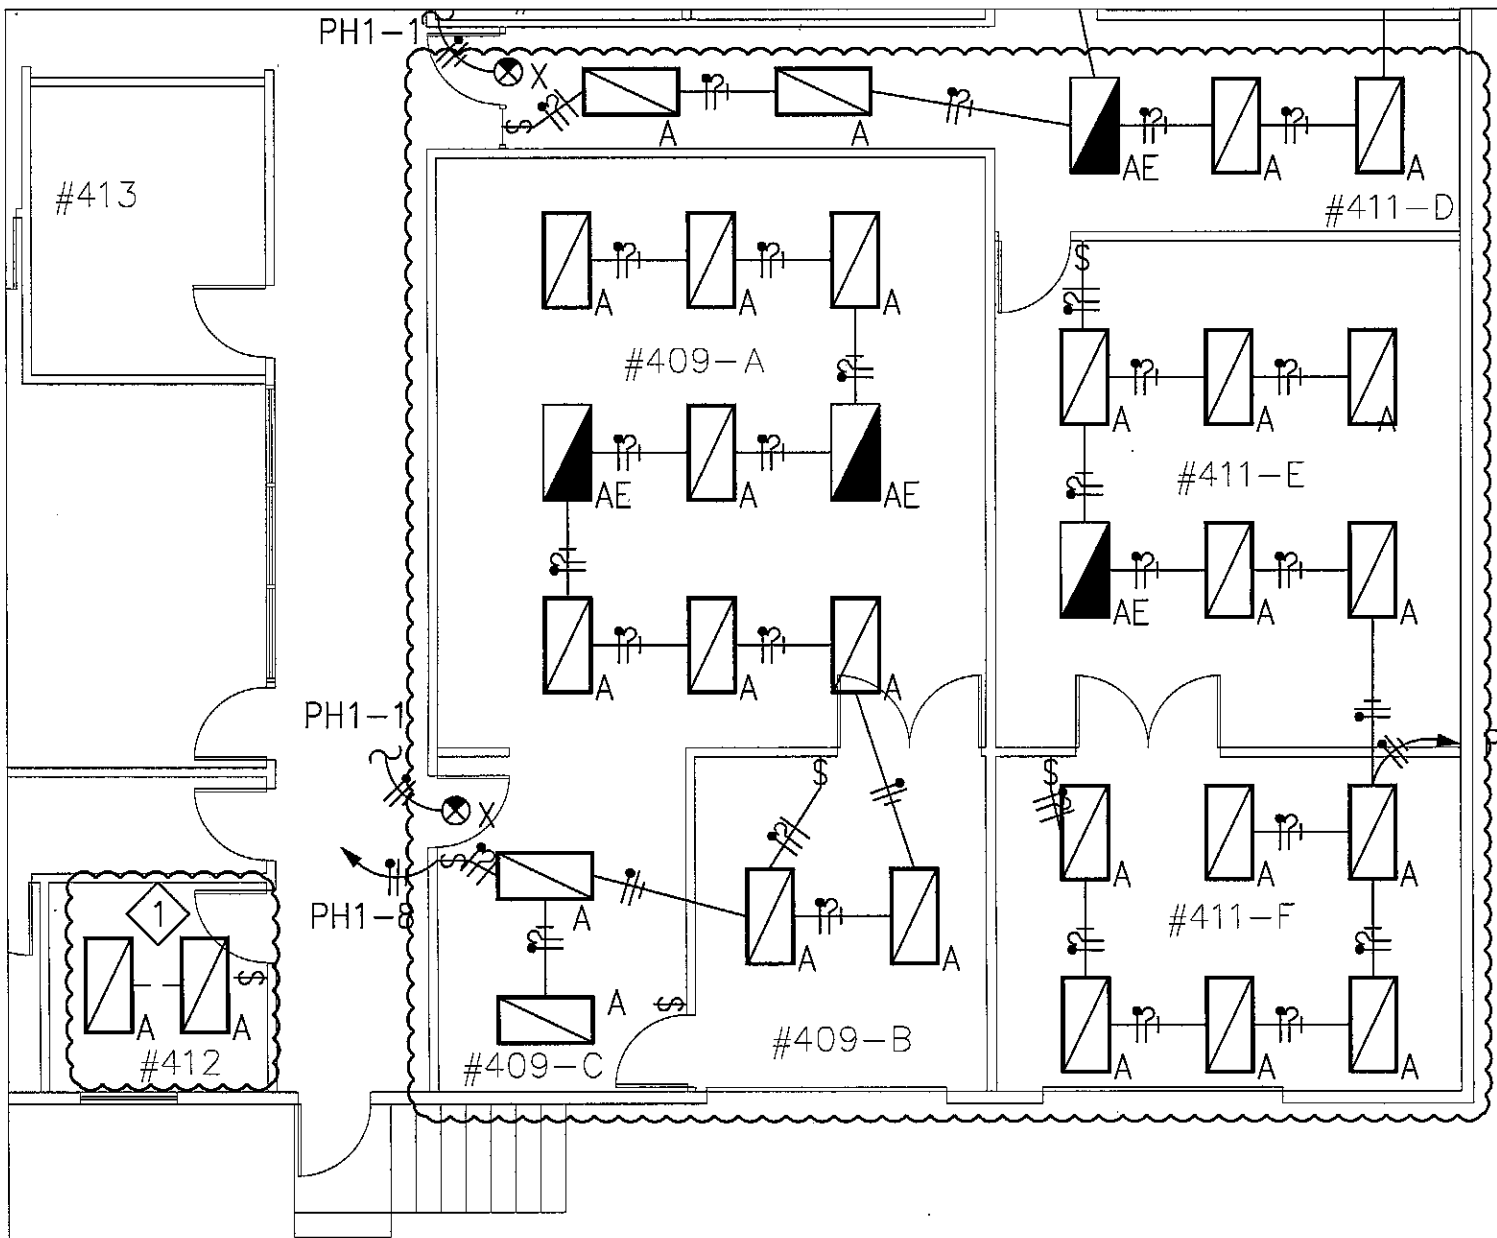 PH1-1
X
A A
AE A A
#413
#411-D
S
S
A A A
#409-A
A A A
#411-E
AE A AE
AE A A
A A A
PH1-1
X
S S
S
A A A
PH1-8
A
#411-F
1
A A
S
A
S
A A
#412
#409-C
#409-B
A A A